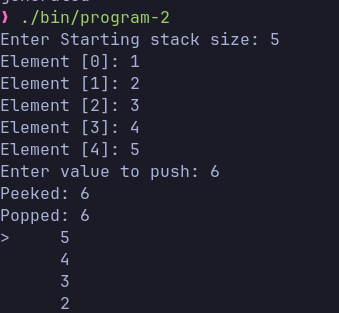 ❱ ./bin/program-2
Enter Starting stack size: 5
Element [0]: 1
Element [1]: 2
Element [2]: 3
Element [3]: 4
Element [4]: 5
Enter value to push: 6
Peeked: 6
Popped: 6
>     5
      4
      3
      2